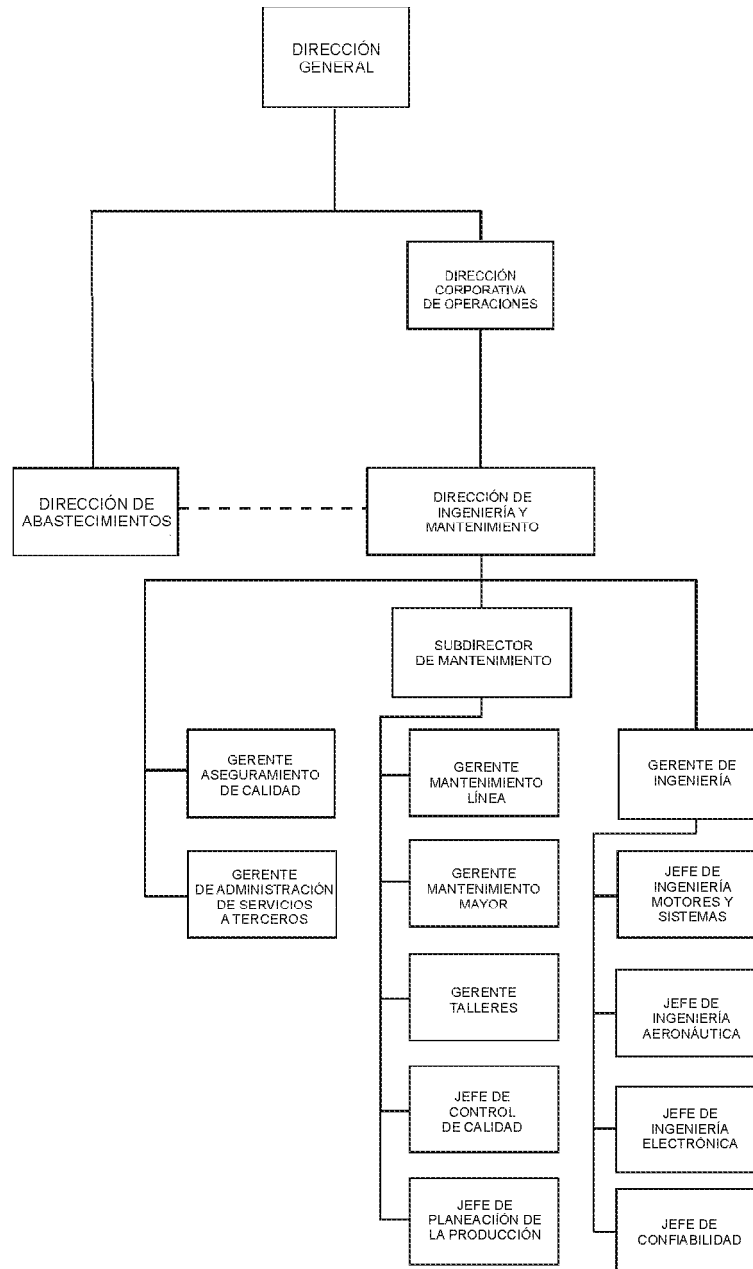 DIRECCIÓN
GENERAL
DIRECCIÓN
CORPORATIVA
DE OPERACIONES
DIRECCIÓN DE
ABASTECIMIENTOS
DIRECCIÓN DE
INGENIERÍA Y
MANTENIMIENTO
SUBDIRECTOR
DE MANTENIMIENTO
GERENTE
ASEGURAMIENTO
DE CALIDAD
GERENTE
DE ADMINISTRACIÓN
DE SERVICIOS
A TERCEROS
GERENTE
MANTENIMIENTO
LÍNEA
GERENTE
MANTENIMIENTO
MAYOR
GERENTE
TALLERES
JEFE DE
CONTROL
DE CALIDAD
JEFE DE
PLANEACIÍON DE
LA PRODUCCIÓN
GERENTE DE
INGENIERÍA
JEFE DE
INGENIERÍA
MOTORES Y
SISTEMAS
JEFE DE
INGENIERÍA
AERONÁUTICA
JEFE DE
INGENIERÍA
ELECTRÓNICA
JEFE DE
CONFIABILIDAD